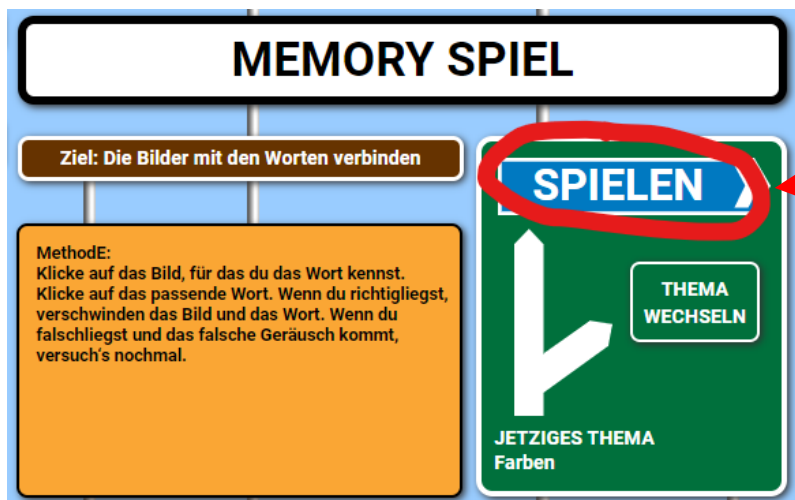 MEMORY SPIEL
Ziel: Die Bilder mit den Worten verbinden
MethodE:
Klicke auf das Bild, für das du das Wort kennst.
Klicke auf das passende Wort. Wenn du richtigliegst,
verschwinden das Bild und das Wort. Wenn du
falschliegst und das falsche Geräusch kommt,
versuch's nochmal.
SPIELEN
THEMA
WECHSELN
JETZIGES THEMA
Farben